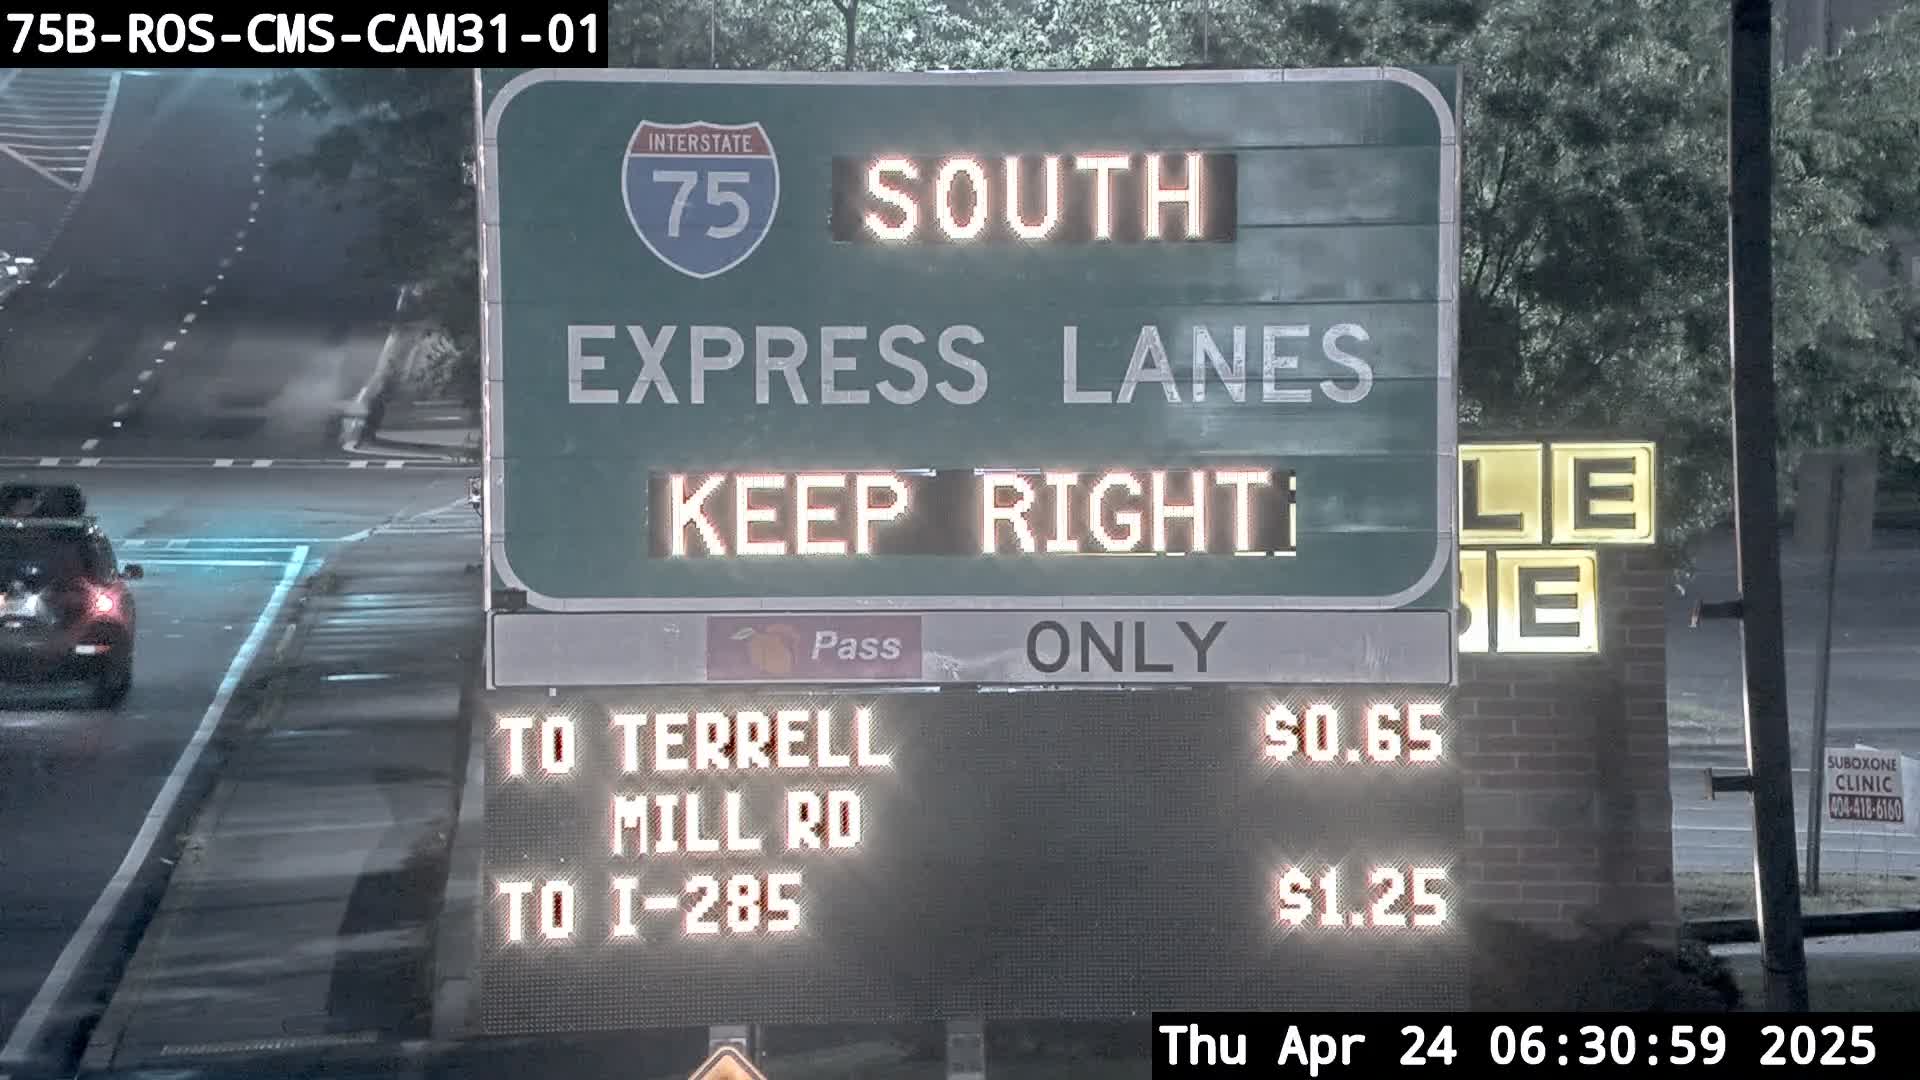 75B-ROS-CMS-CAM31-01
INTERSTATE
75
SOUTH
EXPRESS LANES
KEEP RIGHT
Pass
ONLY
TO TERRELL $0.65
MILL RD
TO I-285 $1.25
LE
E
SUBOXONE
CLINIC
404-418-6160
Thu Apr 24 06:30:59 2025